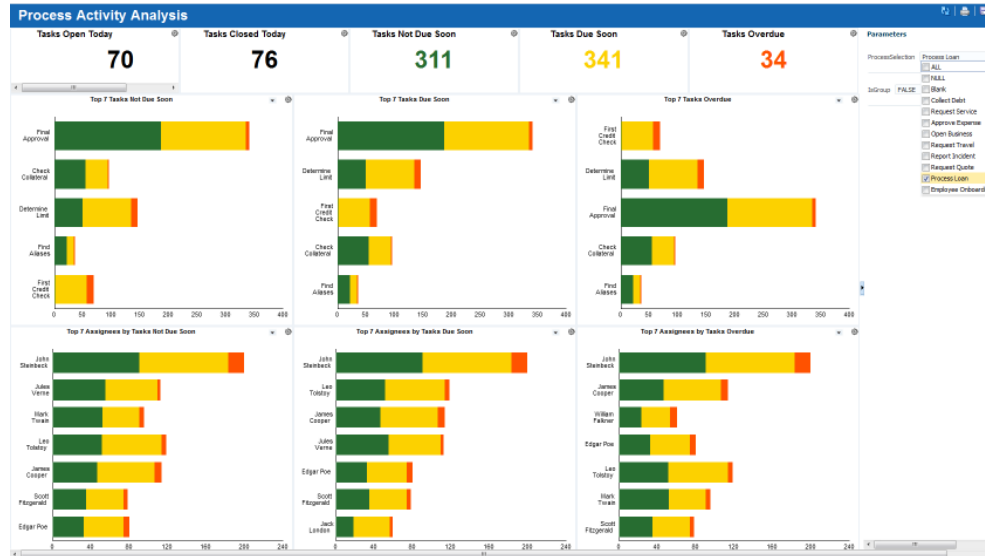 Process Activity Analysis
Tasks Open Today
70
Tasks Closed Today
76
Tasks Not Due Soon
311
Tasks Due Soon
341
Tasks Overdue
34
Parameters
ProcessSelection
Process Loan
ALL
NULL
IsGroup
FALSE
Blank
Collect Debt
Request Service
Approve Expense
Open Business
Request Travel
Report Incident
Request Quote
Process Loan
Employee Onboardi
Top 7 Tasks Not Due Soon
Final
Approval
Check
Collateral
Determine
Limit
Find
Aliases
First
Credit
Check
0 50 100 150 200 250 300 350 400
Top 7 Tasks Due Soon
Final
Approval
Determine
Limit
First
Credit
Check
Check
Collateral
Find
Aliases
0 50 100 150 200 250 300 350 400
Top 7 Tasks Overdue
First
Credit
Check
Determine
Limit
Final
Approval
Check
Collateral
Find
Aliases
0 50 100 150 200 250 300 350 400
Top 7 Assignees by Tasks Not Due Soon
John
Steinbeck
Jules
Verne
Mark
Twain
Leo
Tolstoy
James
Cooper
Scott
Fitzgerald
Edgar Poe
0 40 80 120 160 200 240
Top 7 Assignees by Tasks Due Soon
John
Steinbeck
Leo
Tolstoy
James
Cooper
Jules
Verne
Edgar Poe
Scott
Fitzgerald
Jack
London
0 40 80 120 160 200 240
Top 7 Assignees by Tasks Overdue
John
Steinbeck
James
Cooper
William
Falkner
Edgar Poe
Leo
Tolstoy
Mark
Twain
Scott
Fitzgerald
0 40 80 120 160 200 240